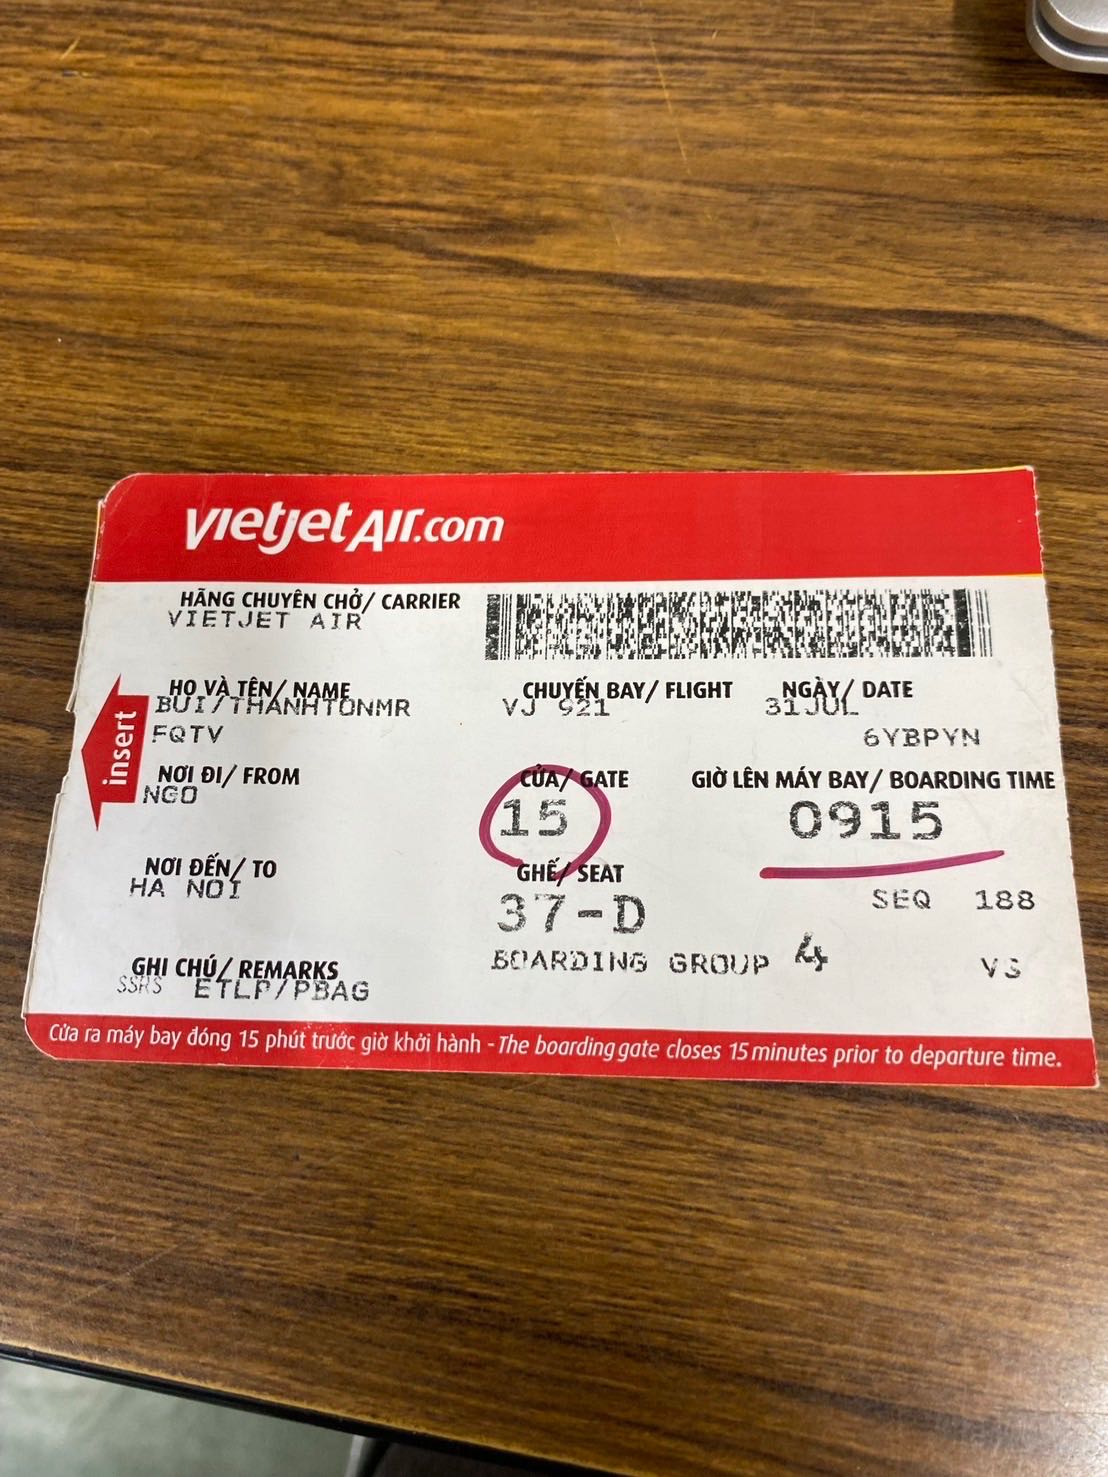 vietjetAir.com
HÃNG CHUYÊN CHỞ/ CARRIER
VIETJET AIR
HỌ VÀ TÊN/ NAME
BUI/THANHTONMR
FQTV
CHUYẾN BAY/ FLIGHT
VJ 921
NGÀY/ DATE
31JUL
6YBPYN
insert
NƠI ĐI/ FROM
NGO
CỬA/ GATE
15
GIỜ LÊN MÁY BAY/ BOARDING TIME
0915
NƠI ĐẾN/ TO
HA NOI
GHẾ/ SEAT
37-D
SEQ 188
BOARDING GROUP 4
VS
GHI CHÚ/ REMARKS
SSRS ETLP/PBAG
Cửa ra máy bay đóng 15 phút trước giờ khởi hành - The boarding gate closes 15 minutes prior to departure time.